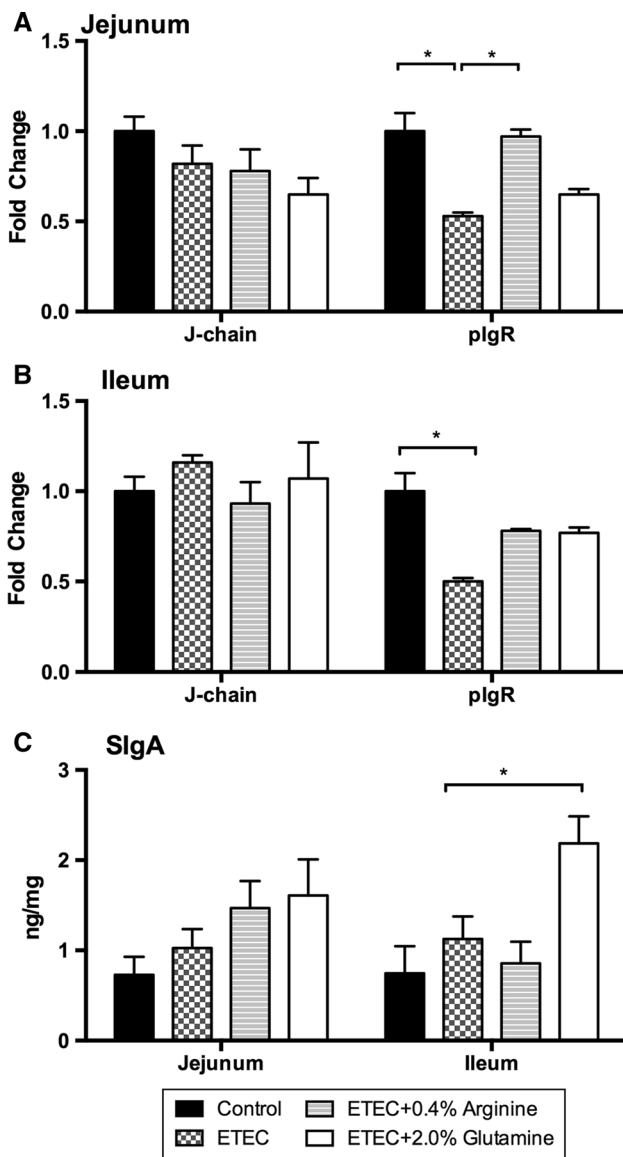 A Jejunum
1.5
* *
1.0
Fold Change
0.5
0.0
J-chain pIgR
B Ileum
1.5
*
1.0
Fold Change
0.5
0.0
J-chain pIgR
C SIgA
3
*
2
ng/mg
1
0
Jejunum Ileum
Control ETEC+0.4% Arginine
ETEC ETEC+2.0% Glutamine